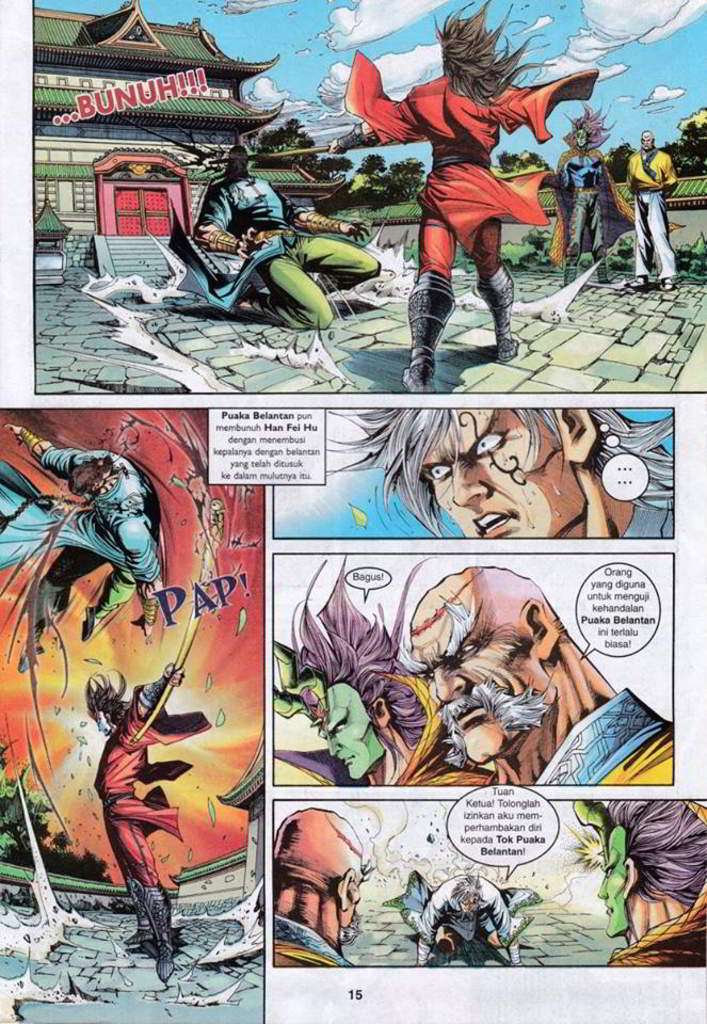 ...BUNUH!!!
Puaka Belantan pun
membunuh Han Fei Hu
dengan menembusi
kepalanya dengan belantan
yang telah ditusuk
ke dalam mulutnya itu.
...
...
PAP!
Bagus!
Orang
yang diguna
untuk menguji
kehandalan
Puaka Belantan
ini terlalu
biasa!
Tuan
Ketua! Tolonglah
izinkan aku mem-
perhambakan diri
kepada Tok Puaka
Belantan!
15